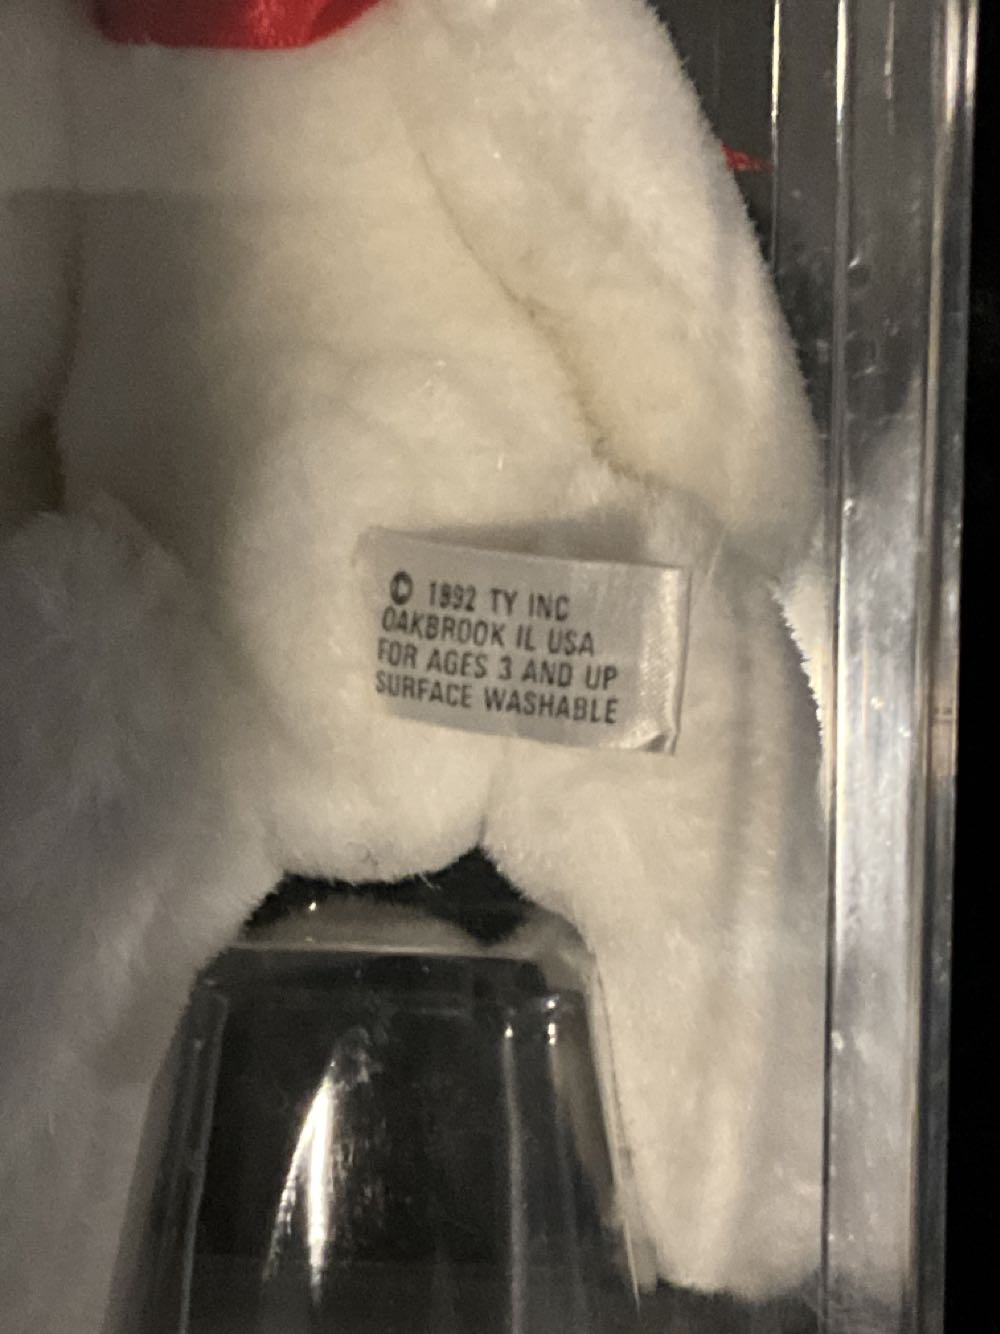 © 1992 TY INC
OAKBROOK IL USA
FOR AGES 3 AND UP
SURFACE WASHABLE